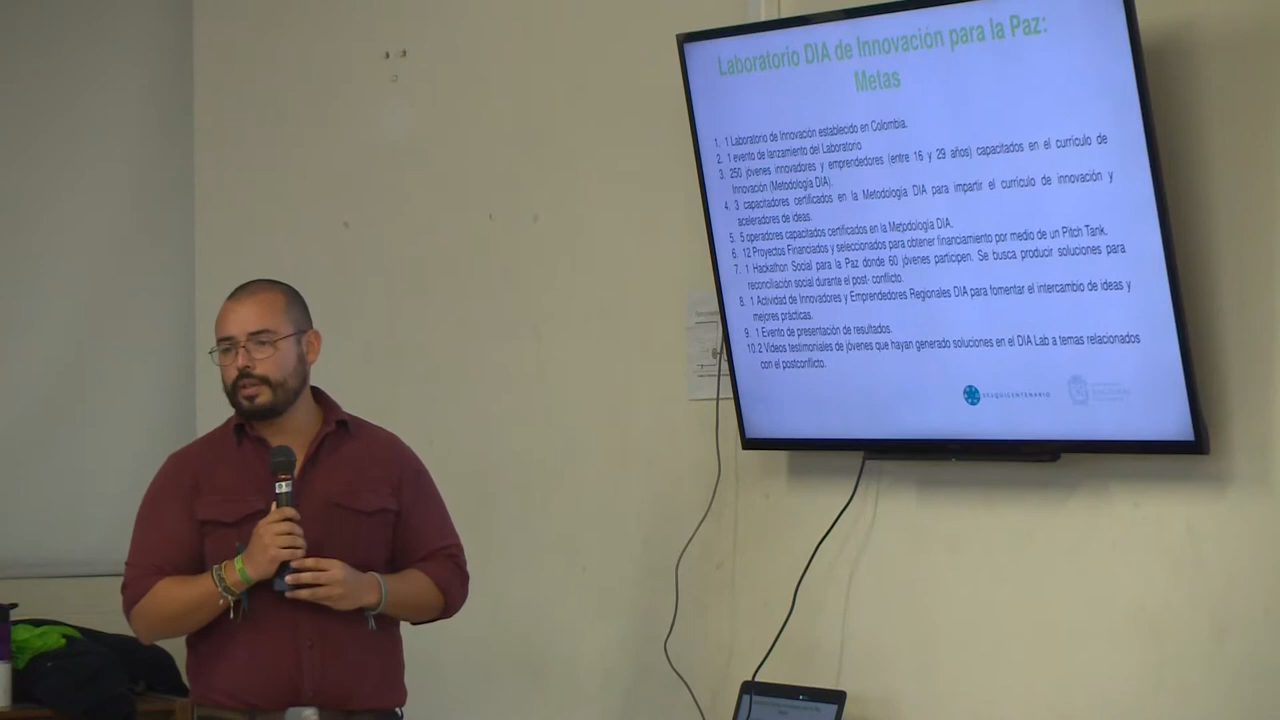 Laboratorio DIA de Innovación para la Paz:
Metas
1. 1 Laboratorio de Innovación establecido en Colombia.
2. 1 evento de lanzamiento del Laboratorio
3. 250 jóvenes innovadores y emprendedores (entre 16 y 29 años) capacitados en el currículo de
Innovación (Metodología DIA).
4. 3 capacitadores certificados en la Metodología DIA para impartir el currículo de innovación y
aceleradores de ideas.
5. 5 operadores capacitados certificados en la Metodología DIA.
6. 12 Proyectos Financiados y seleccionados para obtener financiamiento por medio de un Pitch Tank.
7. 1 Hackathon Social para la Paz donde 60 jóvenes participen. Se busca producir soluciones para
reconciliación social durante el post- conflicto.
8. 1 Actividad de Innovadores y Emprendedores Regionales DIA para fomentar el intercambio de ideas y
mejores prácticas.
9. 1 Evento de presentación de resultados.
10. 2 Videos testimoniales de jóvenes que hayan generado soluciones en el DIA Lab a temas relacionados
con el postconflicto.
SESQUICENTENARIO